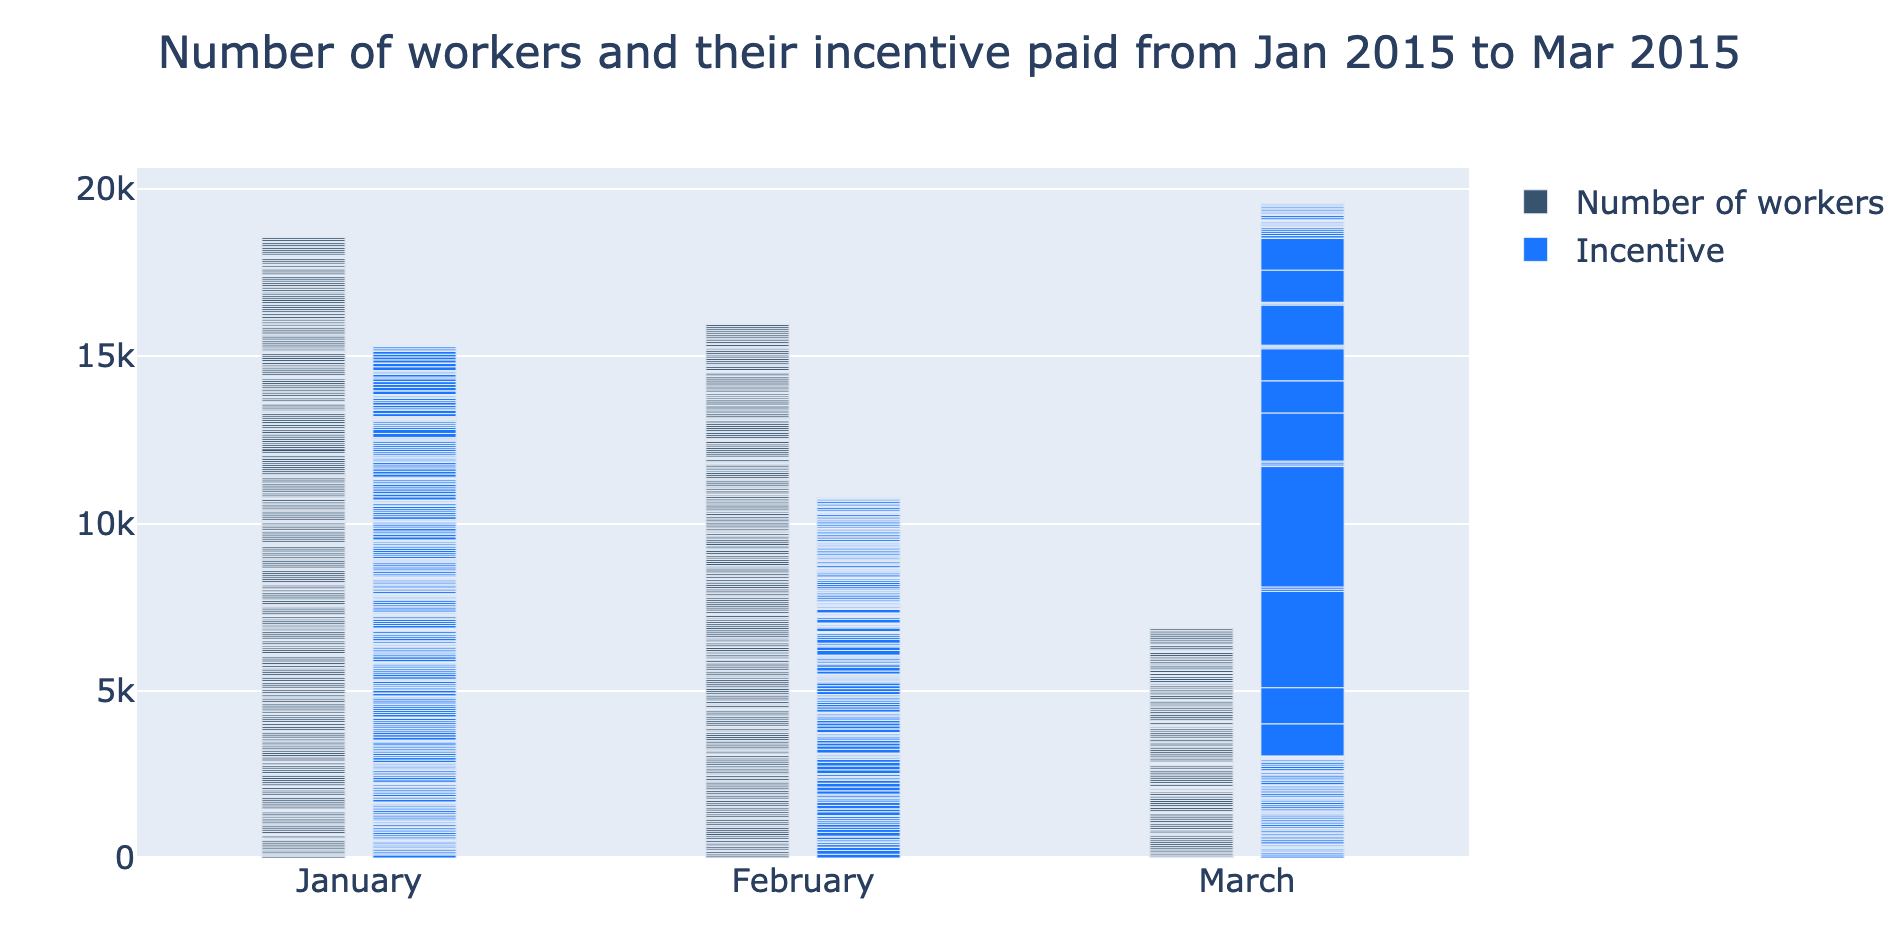 Number of workers and their incentive paid from Jan 2015 to Mar 2015
20k
15k
10k
5k
0
January
February
March
Number of workers
Incentive